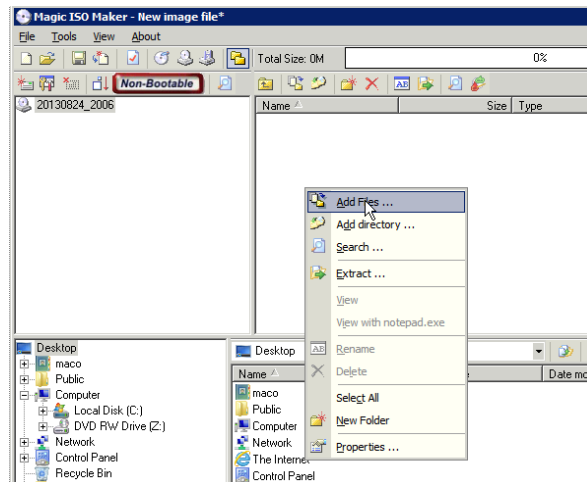 Magic ISO Maker - New image file*
File Tools View About
Total Size: 0M 0%
Non-Bootable
20130824_2006
Name Size Type
Add Files ...
Add directory ...
Search ...
Extract ...
View
View with notepad.exe
Rename
Delete
Select All
New Folder
Properties ...
Desktop
maco
Public
Computer
Local Disk (C:)
DVD RW Drive (Z:)
Network
Control Panel
Recycle Bin
Desktop
Name Date mo
maco
Public
Computer
Network
The Internet
Control Panel